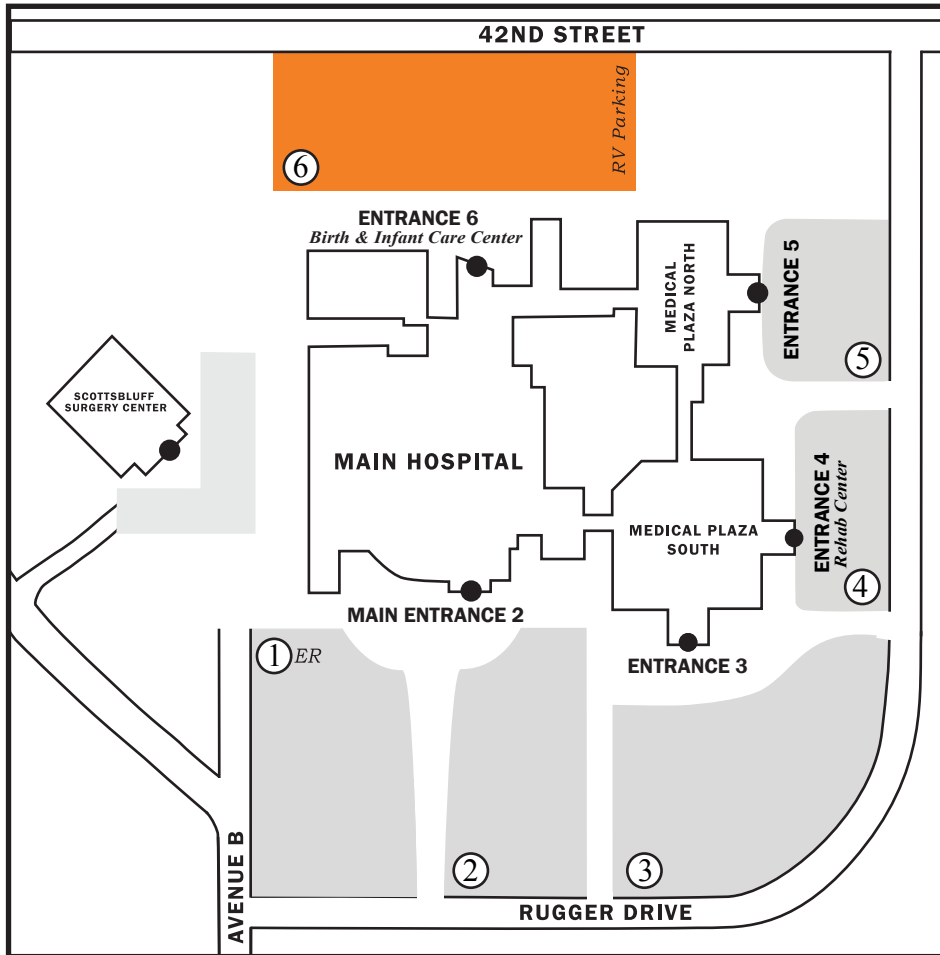 42ND STREET
RV Parking
6
ENTRANCE 6
Birth & Infant Care Center
MEDICAL
PLAZA NORTH
ENTRANCE 5
5
SCOTTSBLUFF
SURGERY CENTER
MAIN HOSPITAL
MEDICAL PLAZA
SOUTH
ENTRANCE 4
Rehab Center
4
MAIN ENTRANCE 2
1 ER
ENTRANCE 3
2
3
AVENUE B
RUGGER DRIVE